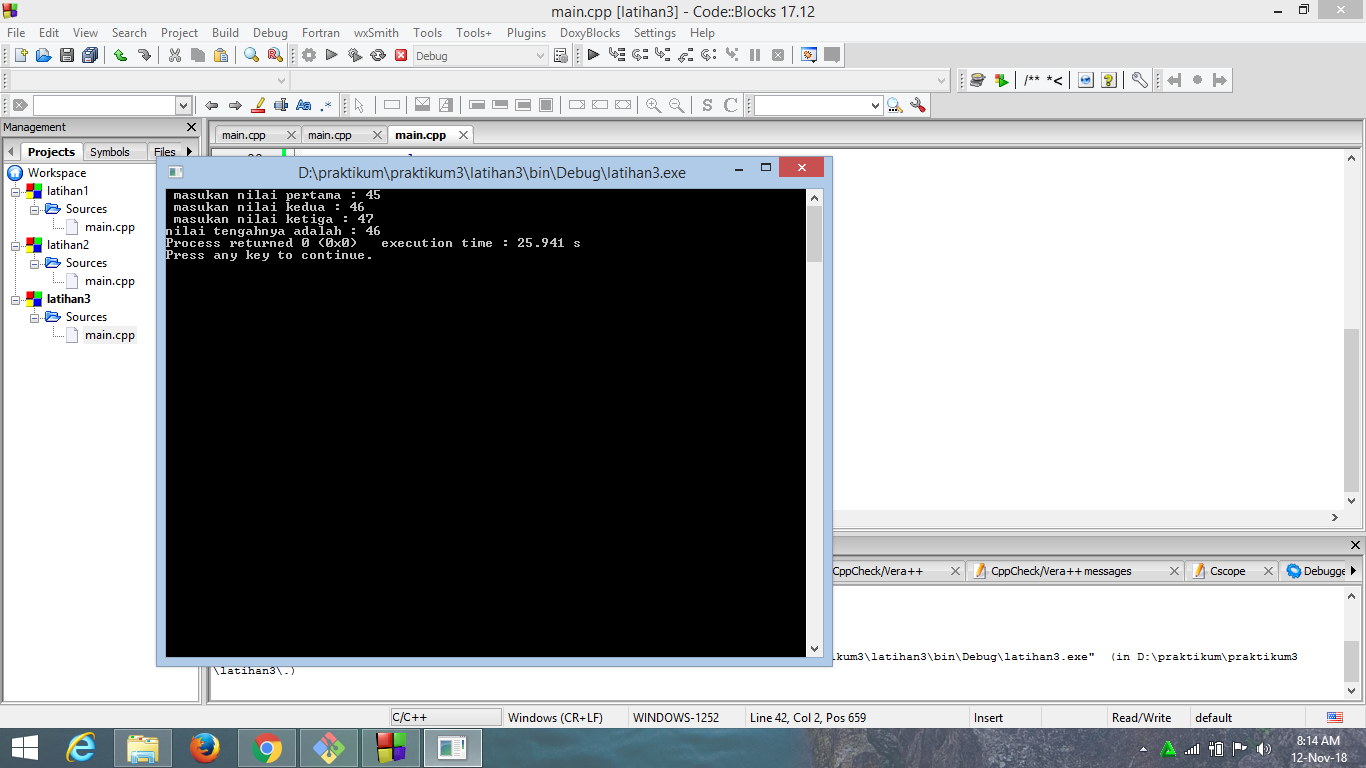 main.cpp [latihan3] - Code::Blocks 17.12
File Edit View Search Project Build Debug Fortran wxSmith Tools Tools+ Plugins DoxyBlocks Settings Help
Debug
/** *<
Aa .*
S C
Management
main.cpp main.cpp main.cpp
Projects Symbols Files
Workspace
latihan1
Sources
main.cpp
latihan2
Sources
main.cpp
latihan3
Sources
main.cpp
D:\praktikum\praktikum3\latihan3\bin\Debug\latihan3.exe
masukan nilai pertama : 45
masukan nilai kedua : 46
masukan nilai ketiga : 47
nilai tengahnya adalah : 46
Process returned 0 (0x0)   execution time : 25.941 s
Press any key to continue.
CppCheck/Vera++ CppCheck/Vera++ messages Cscope Debugge
kum3\latihan3\bin\Debug\latihan3.exe"  (in D:\praktikum\praktikum3
\latihan3\.)
C/C++ Windows (CR+LF) WINDOWS-1252 Line 42, Col 2, Pos 659 Insert Read/Write default
8:14 AM
12-Nov-18